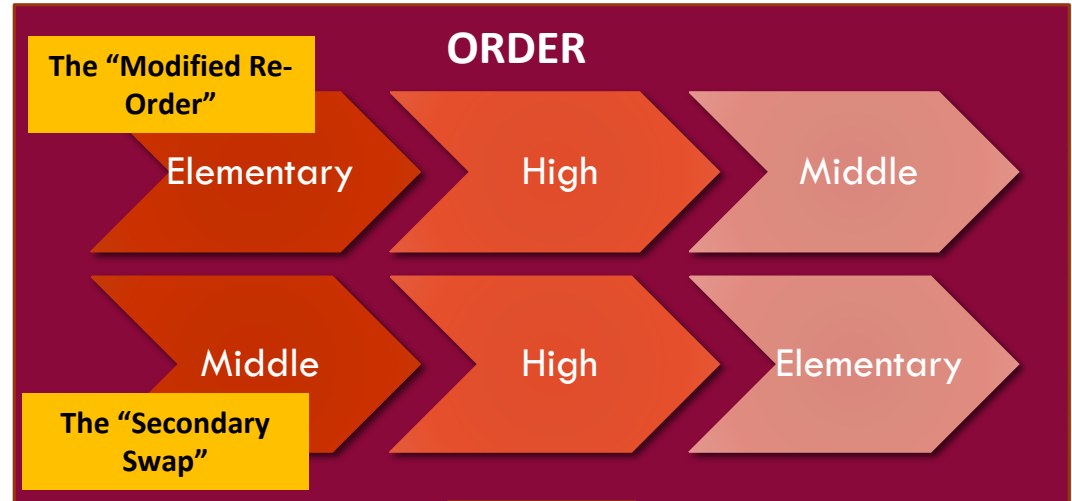 ORDER
The “Modified Re-
Order”
Elementary
High
Middle
Middle
High
Elementary
The “Secondary
Swap”